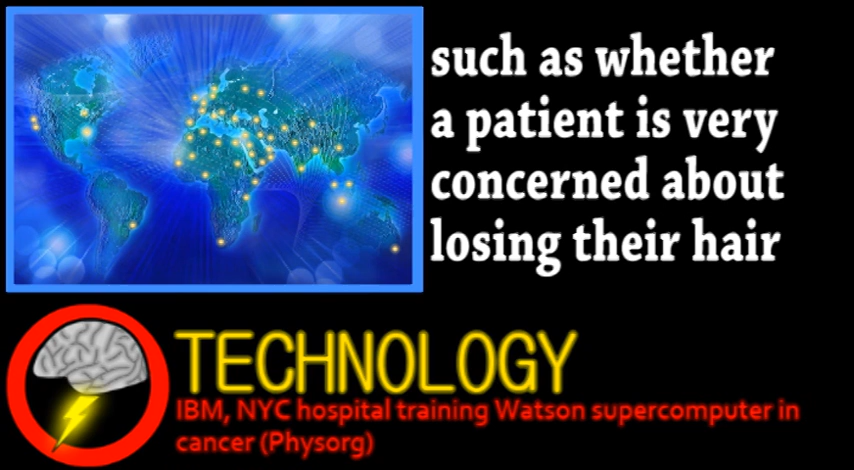 such as whether
a patient is very
concerned about
losing their hair
TECHNOLOGY
IBM, NYC hospital training Watson supercomputer in
cancer (Physorg)